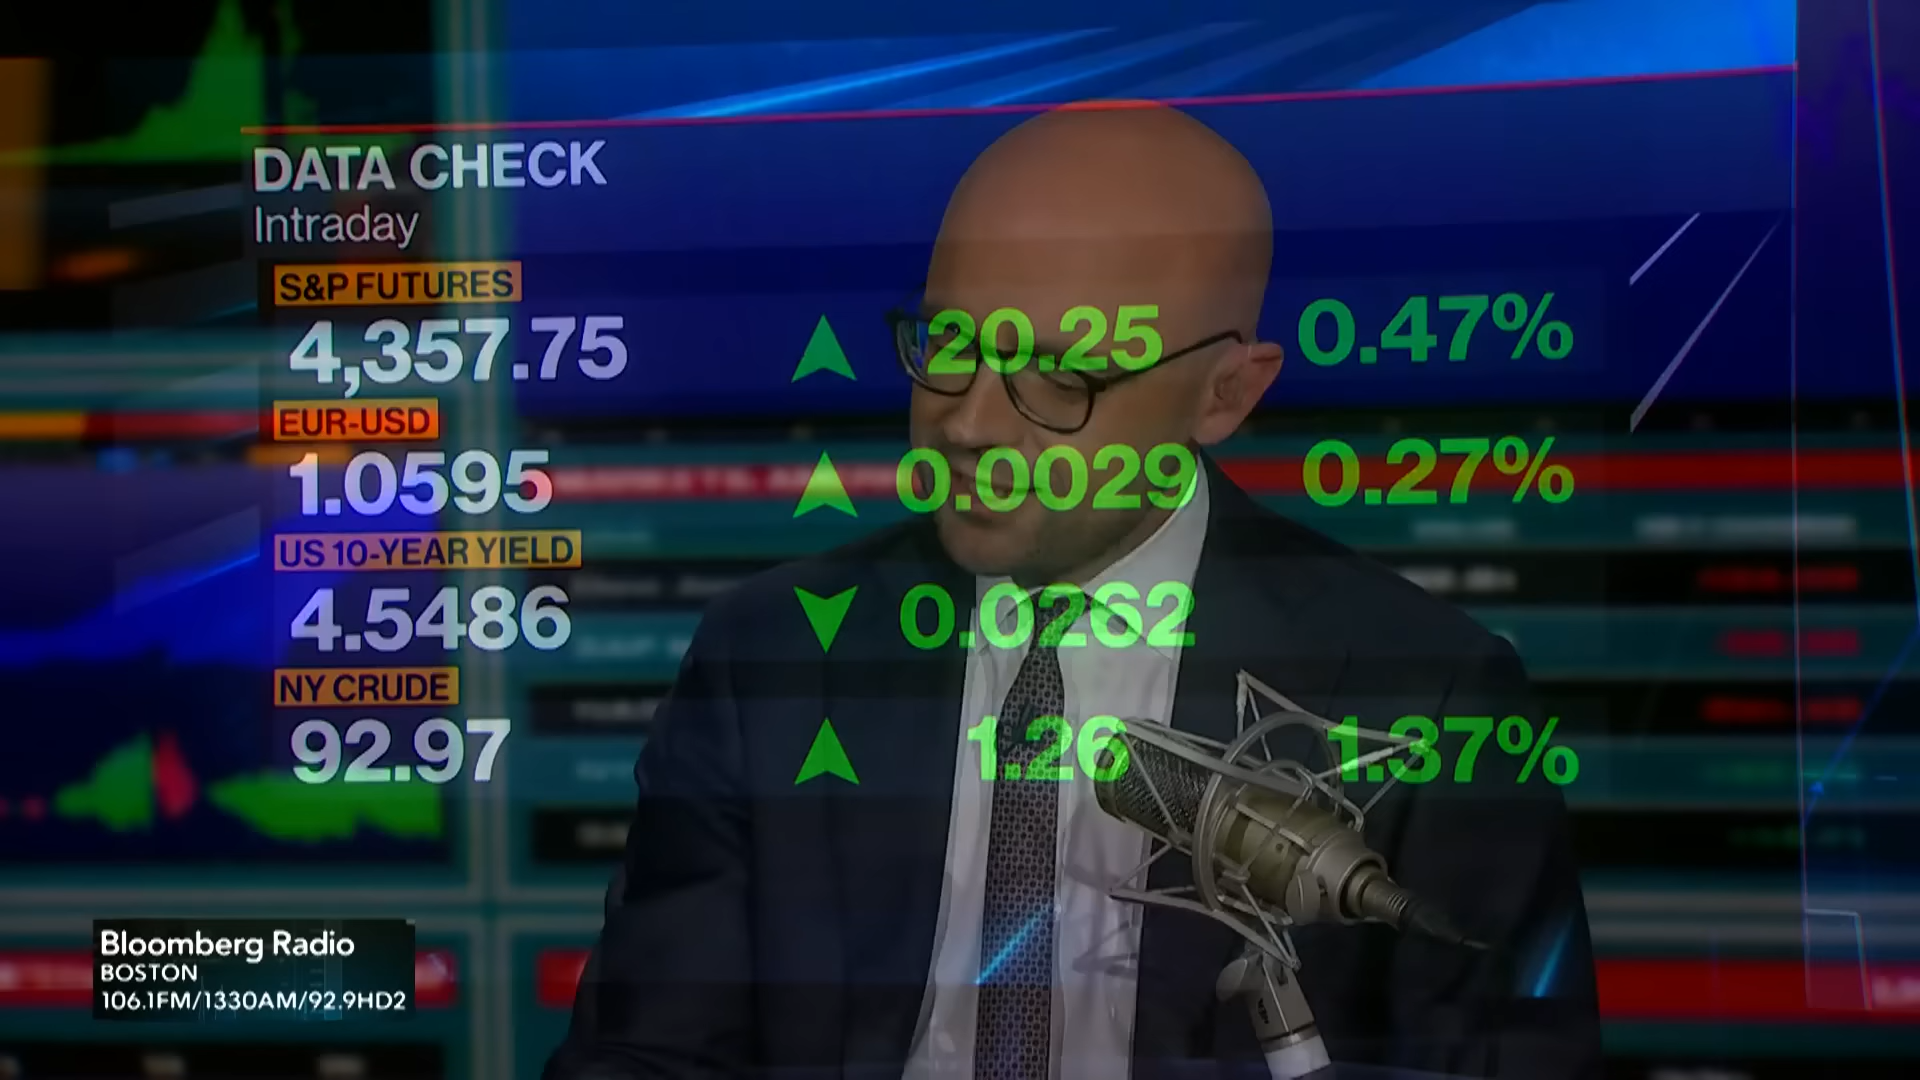 DATA CHECK
Intraday
S&P FUTURES
4,357.75 ▲ 20.25 0.47%
EUR-USD
1.0595 ▲ 0.0029 0.27%
US 10-YEAR YIELD
4.5486 ▼ 0.0262
NY CRUDE
92.97 ▲ 1.26 1.37%
Bloomberg Radio
BOSTON
106.1FM/1330AM/92.9HD2